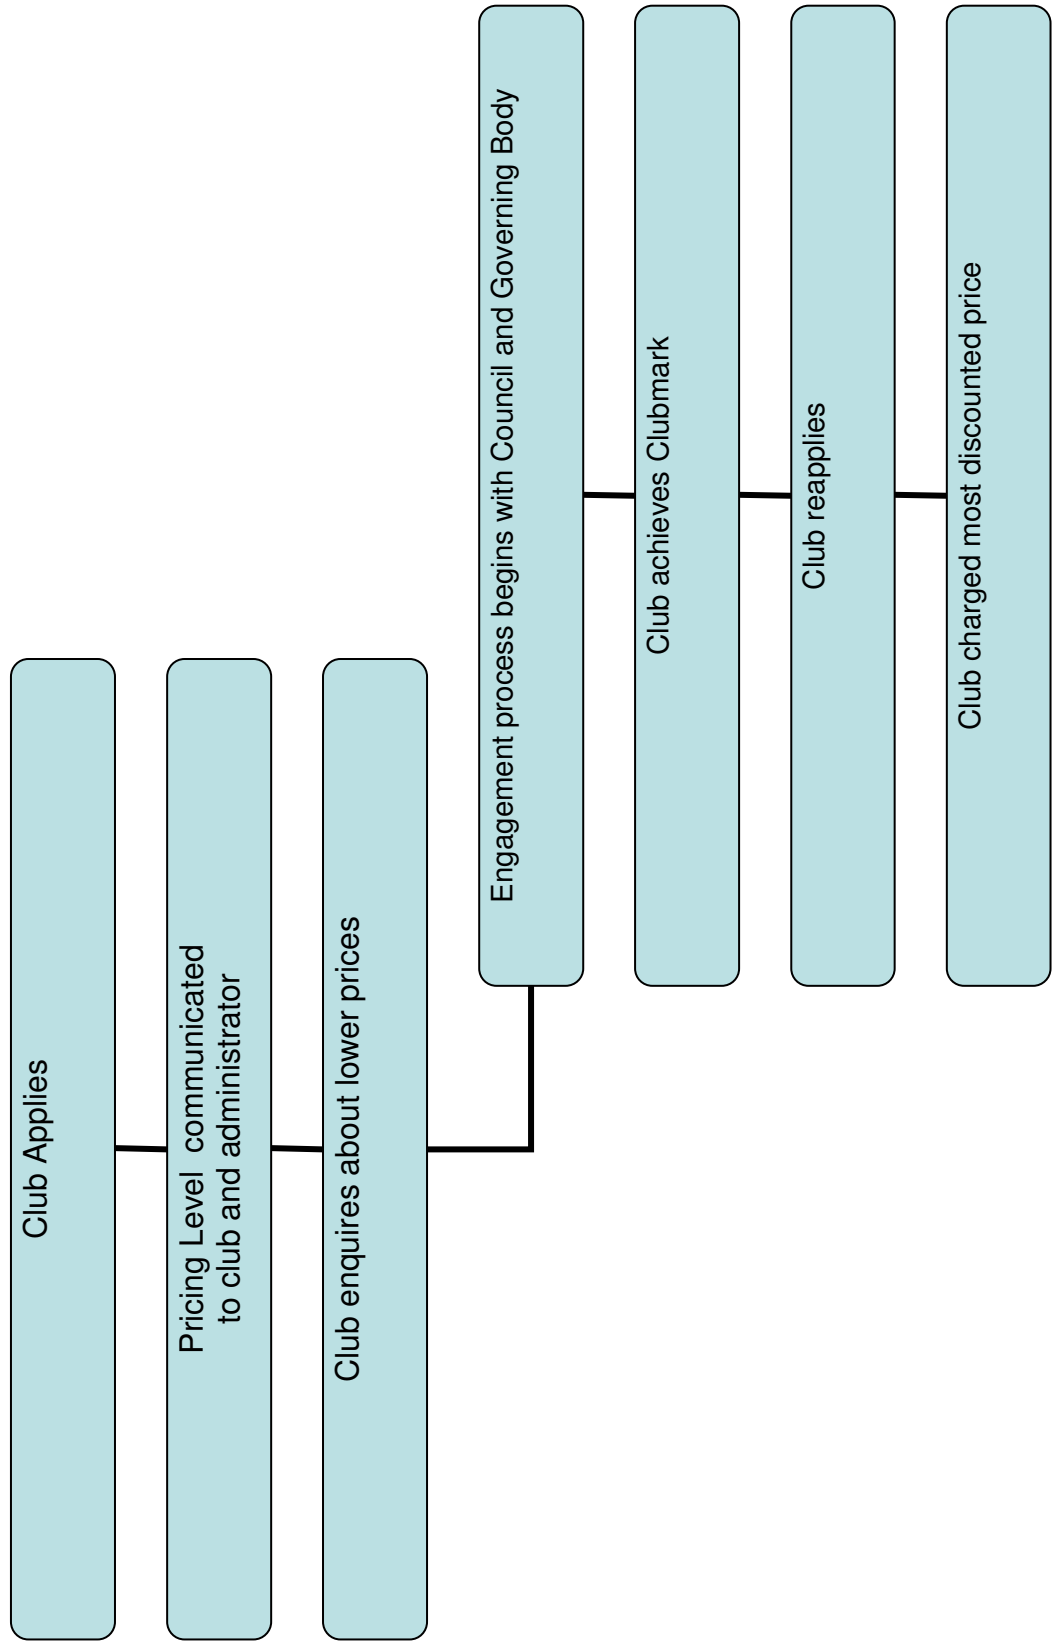 Club Applies
Pricing Level  communicated
to club and administrator
Club enquires about lower prices
Engagement process begins with Council and Governing Body
Club achieves Clubmark
Club reapplies
Club charged most discounted price